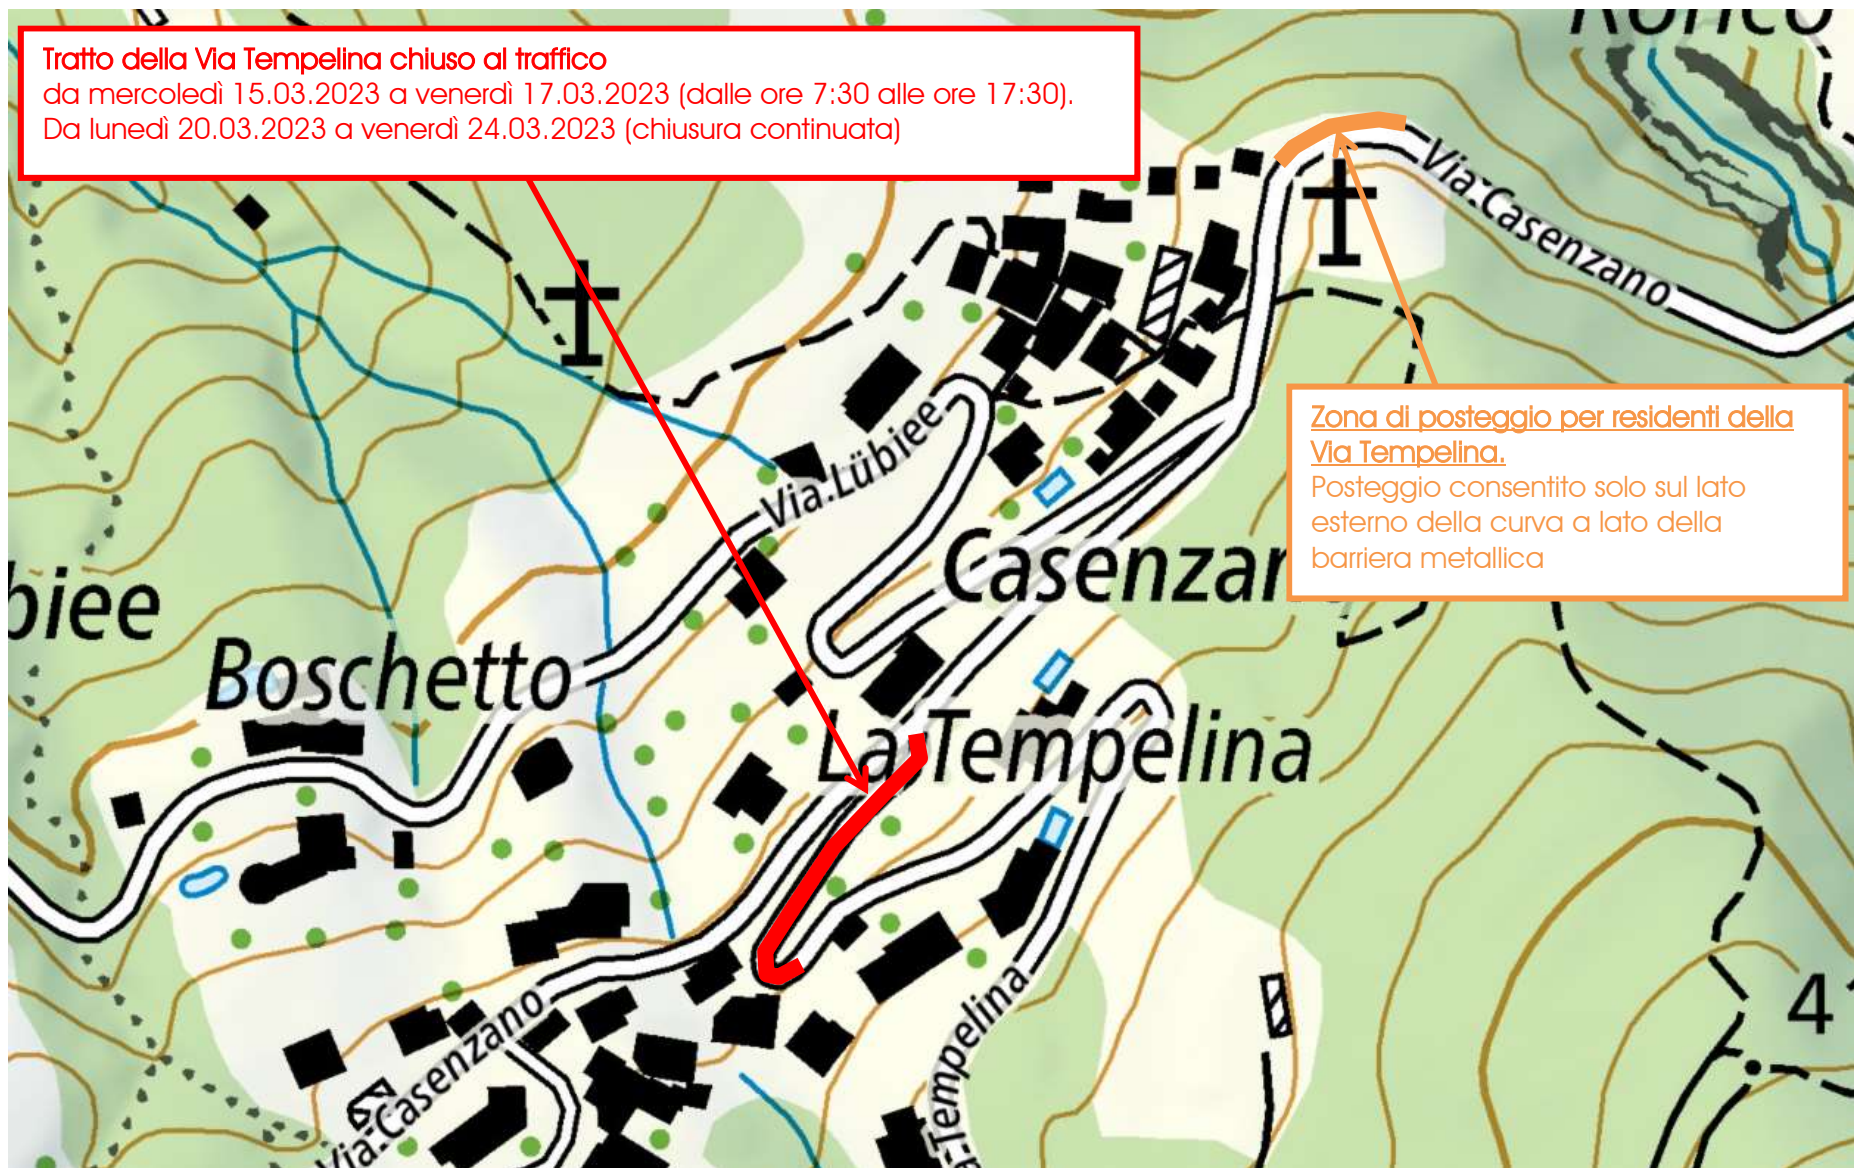 Tratto della Via Tempelina chiuso al traffico
da mercoledì 15.03.2023 a venerdì 17.03.2023 (dalle ore 7:30 alle ore 17:30).
Da lunedì 20.03.2023 a venerdì 24.03.2023 (chiusura continuata)
Ronco
Via Casenzano
Zona di posteggio per residenti della
Via Tempelina.
Posteggio consentito solo sul lato
esterno della curva a lato della
barriera metallica
Via Lübiee
Casenzan
biee
Boschetto
La Tempelina
Via Casenzano
Tempelina
a Tempelina
4